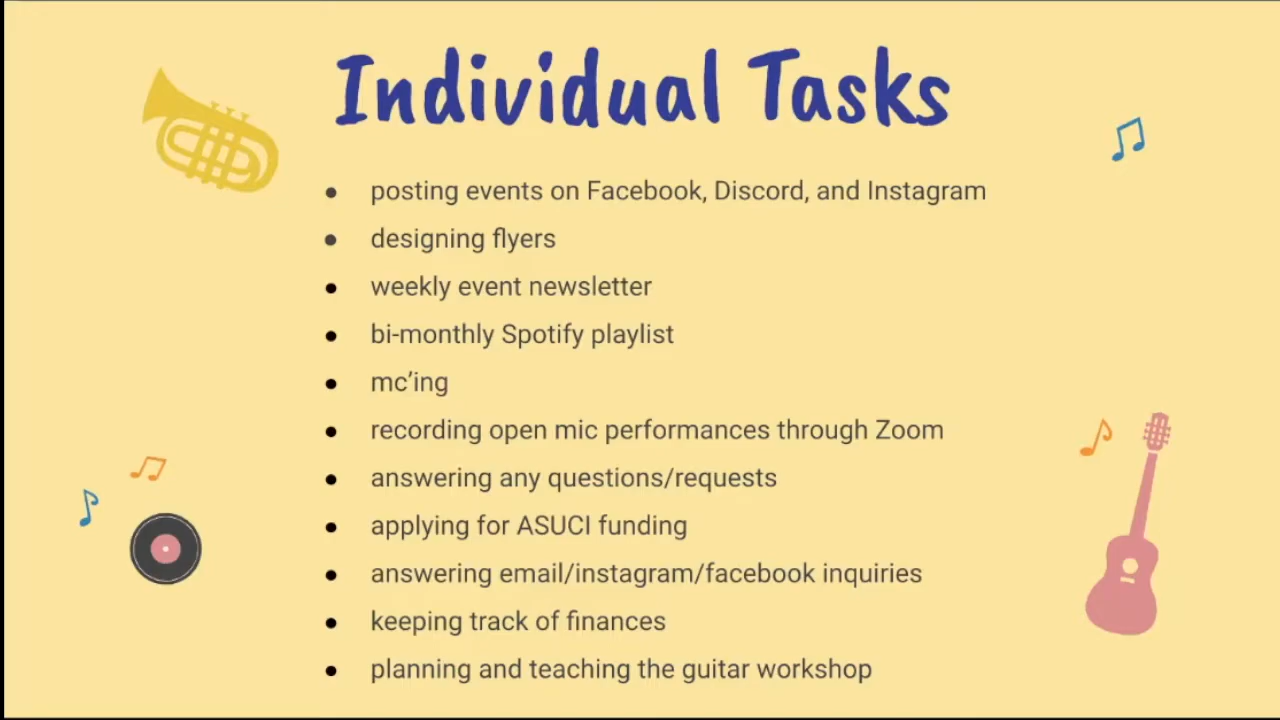 Individual Tasks
● posting events on Facebook, Discord, and Instagram
● designing flyers
● weekly event newsletter
● bi-monthly Spotify playlist
● mc’ing
● recording open mic performances through Zoom
● answering any questions/requests
● applying for ASUCI funding
● answering email/instagram/facebook inquiries
● keeping track of finances
● planning and teaching the guitar workshop